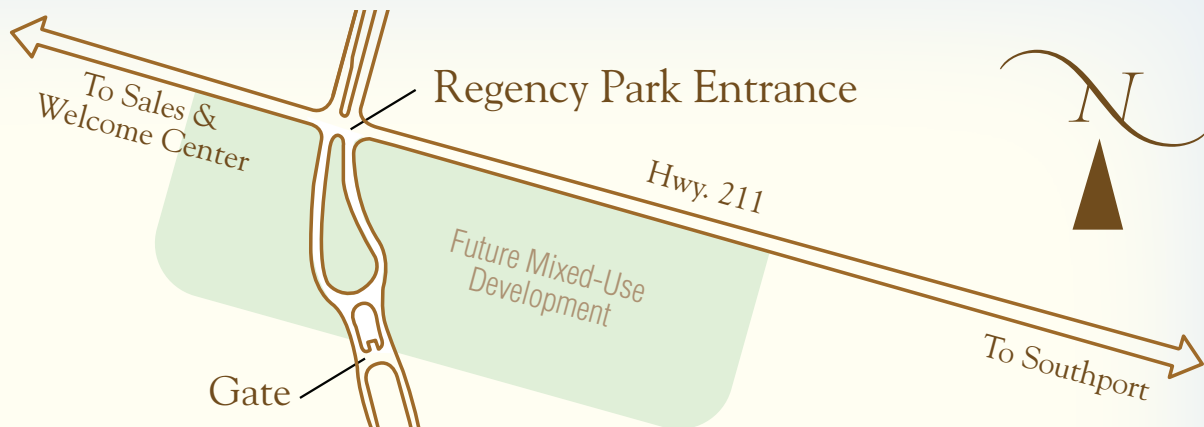 To Sales &
Welcome Center
Regency Park Entrance
N
Hwy. 211
Future Mixed-Use
Development
To Southport
Gate